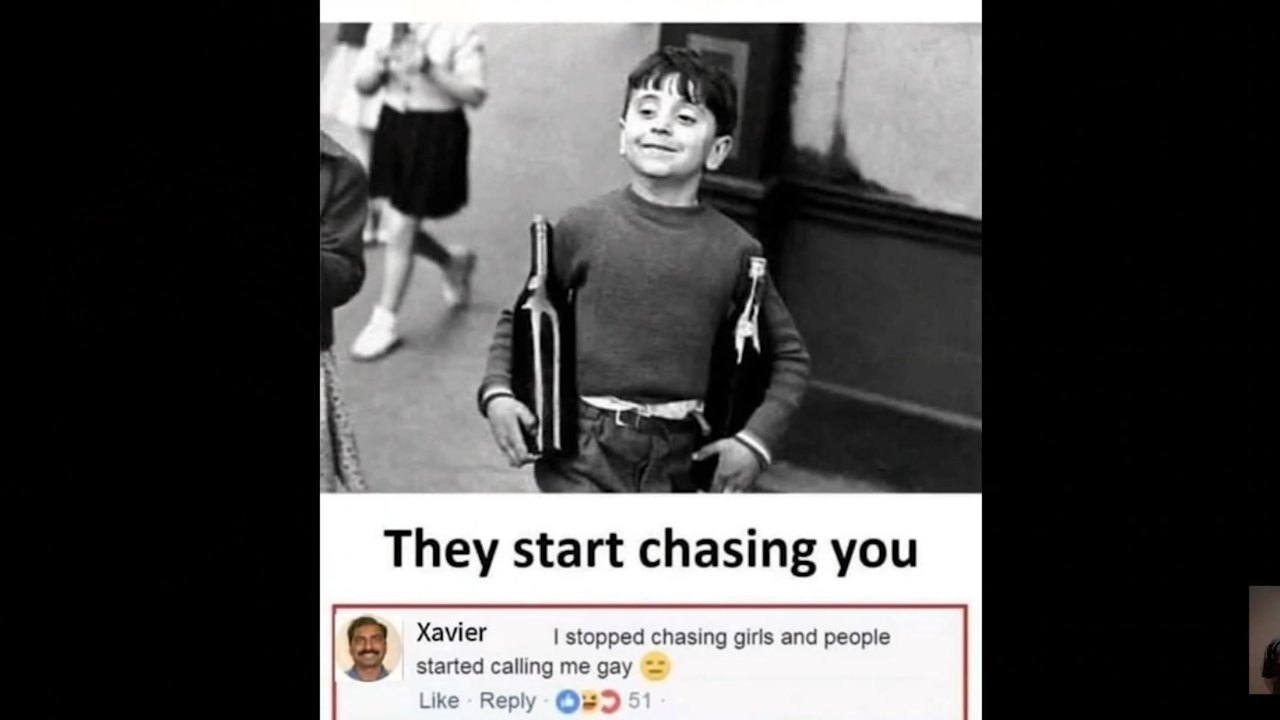 They start chasing you
Xavier I stopped chasing girls and people
started calling me gay 😑
Like · Reply · 51 ·